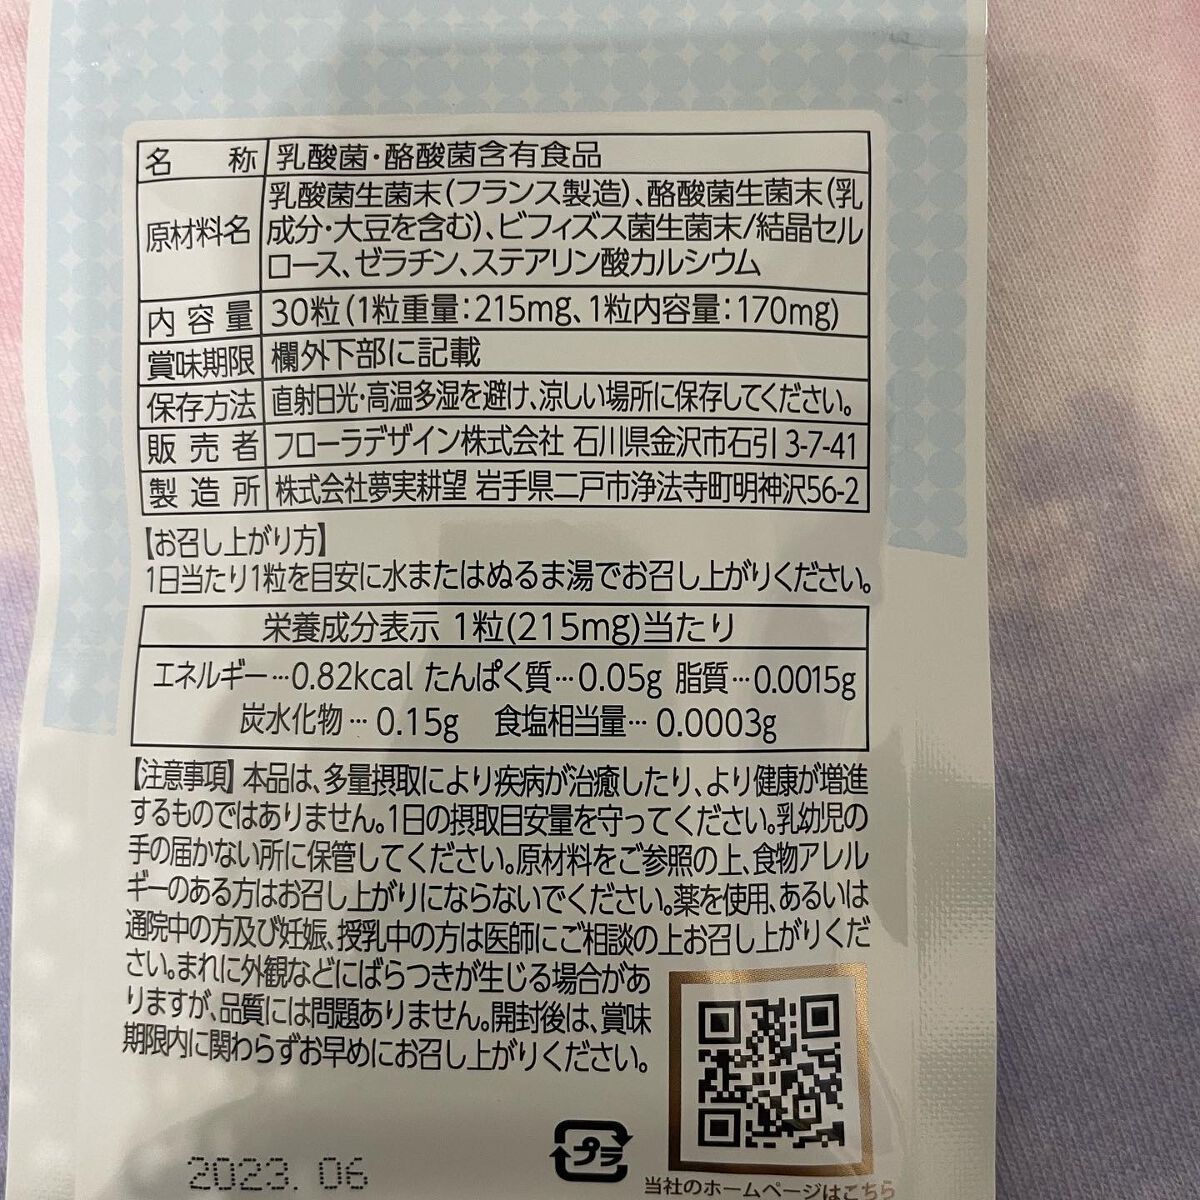 名 称 乳酸菌・酪酸菌含有食品
原材料名 乳酸菌生菌末(フランス製造)、酪酸菌生菌末(乳
成分・大豆を含む)、ビフィズス菌生菌末/結晶セル
ロース、ゼラチン、ステアリン酸カルシウム
内容量 30粒(1粒重量:215mg、1粒内容量:170mg)
賞味期限 欄外下部に記載
保存方法 直射日光・高温多湿を避け、涼しい場所に保存してください。
販売者 フローラデザイン株式会社 石川県金沢市石引3-7-41
製造所 株式会社夢実耕望 岩手県二戸市浄法寺町明神沢56-2
【お召し上がり方】
1日当たり1粒を目安に水またはぬるま湯でお召し上がりください。
栄養成分表示 1粒(215mg)当たり
エネルギー…0.82kcal たんぱく質…0.05g 脂質…0.0015g
炭水化物…0.15g 食塩相当量…0.0003g
【注意事項】本品は、多量摂取により疾病が治癒したり、より健康が増進
するものではありません。1日の摂取目安量を守ってください。乳幼児の
手の届かない所に保管してください。原材料をご参照の上、食物アレル
ギーのある方はお召し上がりにならないでください。薬を使用、あるいは
通院中の方及び妊娠、授乳中の方は医師にご相談の上お召し上がりくだ
さい。まれに外観などにばらつきが生じる場合があ
りますが、品質には問題ありません。開封後は、賞味
期限内に関わらずお早めにお召し上がりください。
プラ
2023.06
当社のホームページはこちら